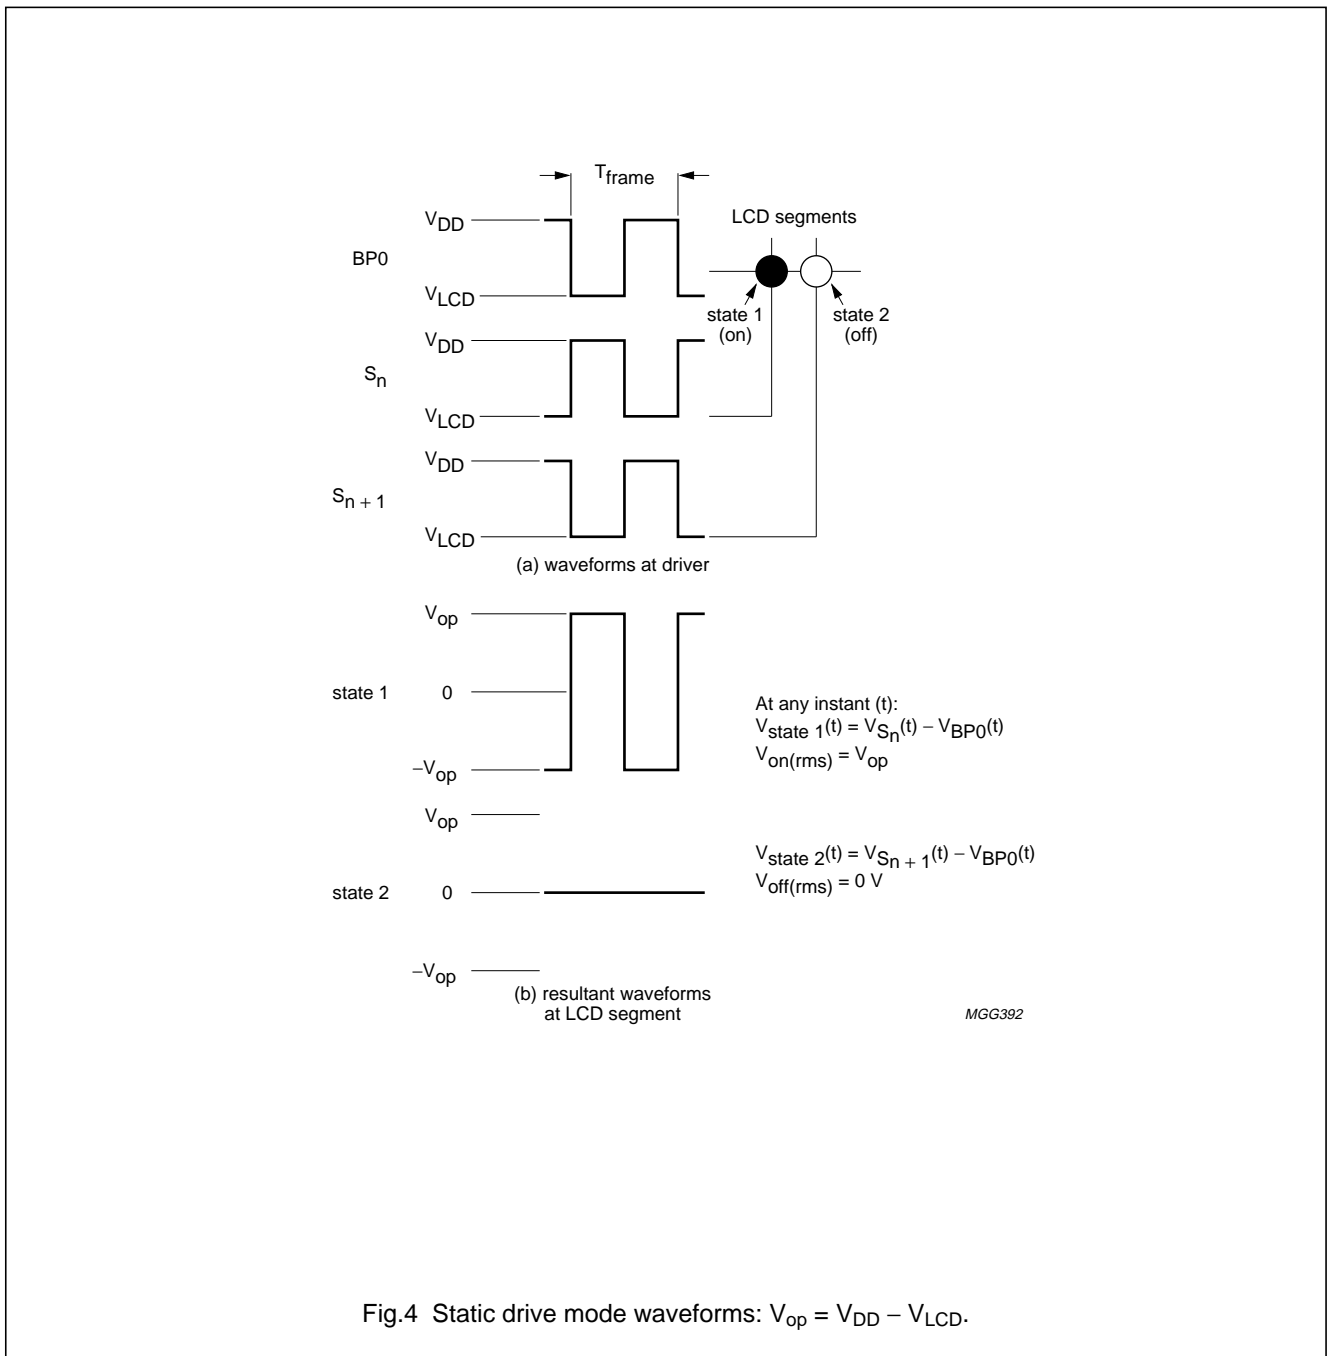 T_frame
V_DD
LCD segments
BP0
V_LCD
state 1
(on)
state 2
(off)
V_DD
S_n
V_LCD
V_DD
S_n + 1
V_LCD
(a) waveforms at driver
V_op
state 1 0
−V_op
At any instant (t):
V_state 1(t) = V_S_n(t) − V_BP0(t)
V_on(rms) = V_op
V_op
state 2 0
−V_op
V_state 2(t) = V_S_n + 1(t) − V_BP0(t)
V_off(rms) = 0 V
(b) resultant waveforms
at LCD segment
MGG392
Fig.4 Static drive mode waveforms: V_op = V_DD − V_LCD.